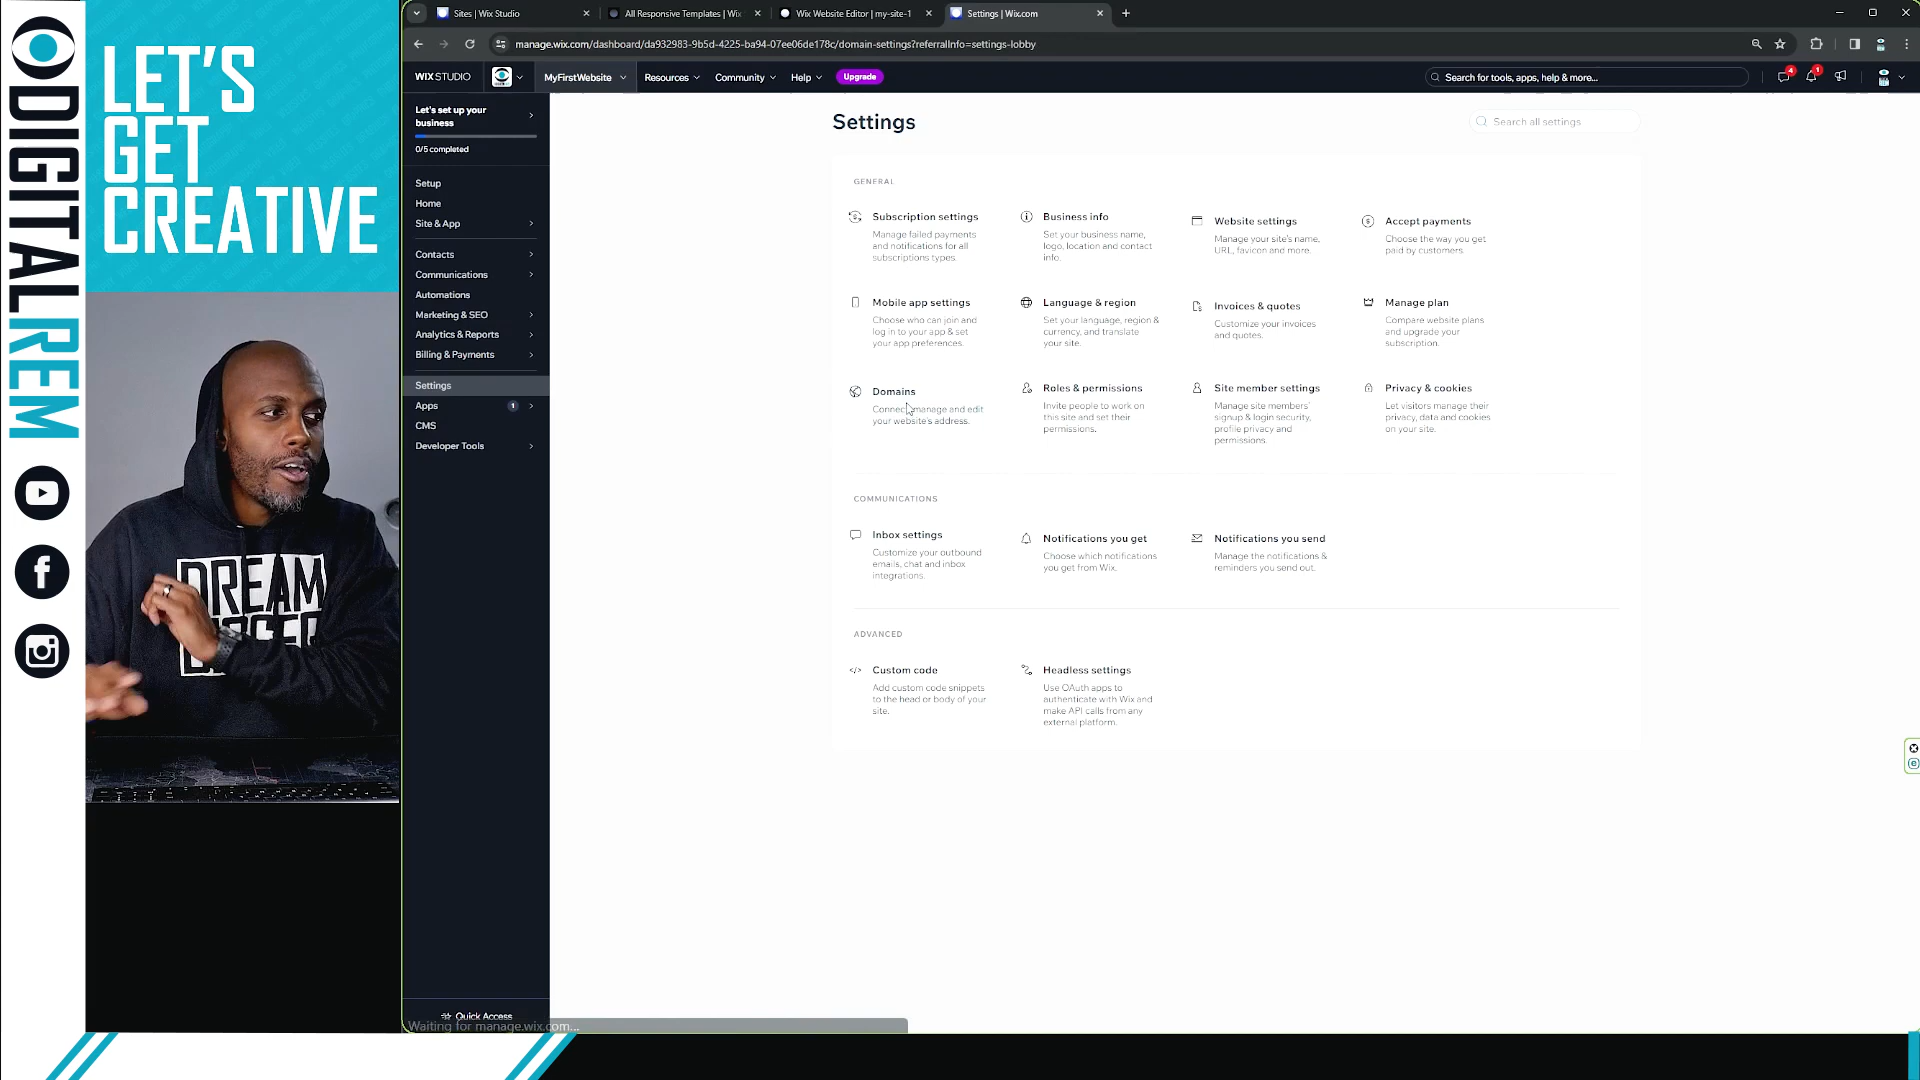 DIGITALREM
LET'S
GET
CREATIVE
DREAM
Sites | Wix Studio
All Responsive Templates | Wix
Wix Website Editor | my-site-1
Settings | Wix.com
manage.wix.com/dashboard/da932983-9b5d-4225-ba94-07ee06de178c/domain-settings?referralInfo=settings-lobby
WIX STUDIO
MyFirstWebsite
Resources
Community
Help
Upgrade
Search for tools, apps, help & more...
4
1
Let's set up your
business
0/5 completed
Setup
Home
Site & App
Contacts
Communications
Automations
Marketing & SEO
Analytics & Reports
Billing & Payments
Settings
Apps
1
CMS
Developer Tools
Quick Access
Waiting for manage.wix.com...
Settings
Search all settings
GENERAL
Subscription settings
Manage failed payments
and notifications for all
subscriptions types.
Business info
Set your business name,
logo, location and contact
info.
Website settings
Manage your site's name,
URL, favicon and more.
Accept payments
Choose the way you get
paid by customers.
Mobile app settings
Choose who can join and
log in to your app & set
your app preferences.
Language & region
Set your language, region &
currency, and translate
your site.
Invoices & quotes
Customize your invoices
and quotes.
Manage plan
Compare website plans
and upgrade your
subscription.
Domains
Connect, manage and edit
your website's address.
Roles & permissions
Invite people to work on
this site and set their
permissions.
Site member settings
Manage site members'
signup & login security,
profile privacy and
permissions.
Privacy & cookies
Let visitors manage their
privacy, data and cookies
on your site.
COMMUNICATIONS
Inbox settings
Customize your outbound
emails, chat and inbox
integrations.
Notifications you get
Choose which notifications
you get from Wix.
Notifications you send
Manage the notifications &
reminders you send out.
ADVANCED
Custom code
Add custom code snippets
to the head or body of your
site.
Headless settings
Use OAuth apps to
authenticate with Wix and
make API calls from any
external platform.